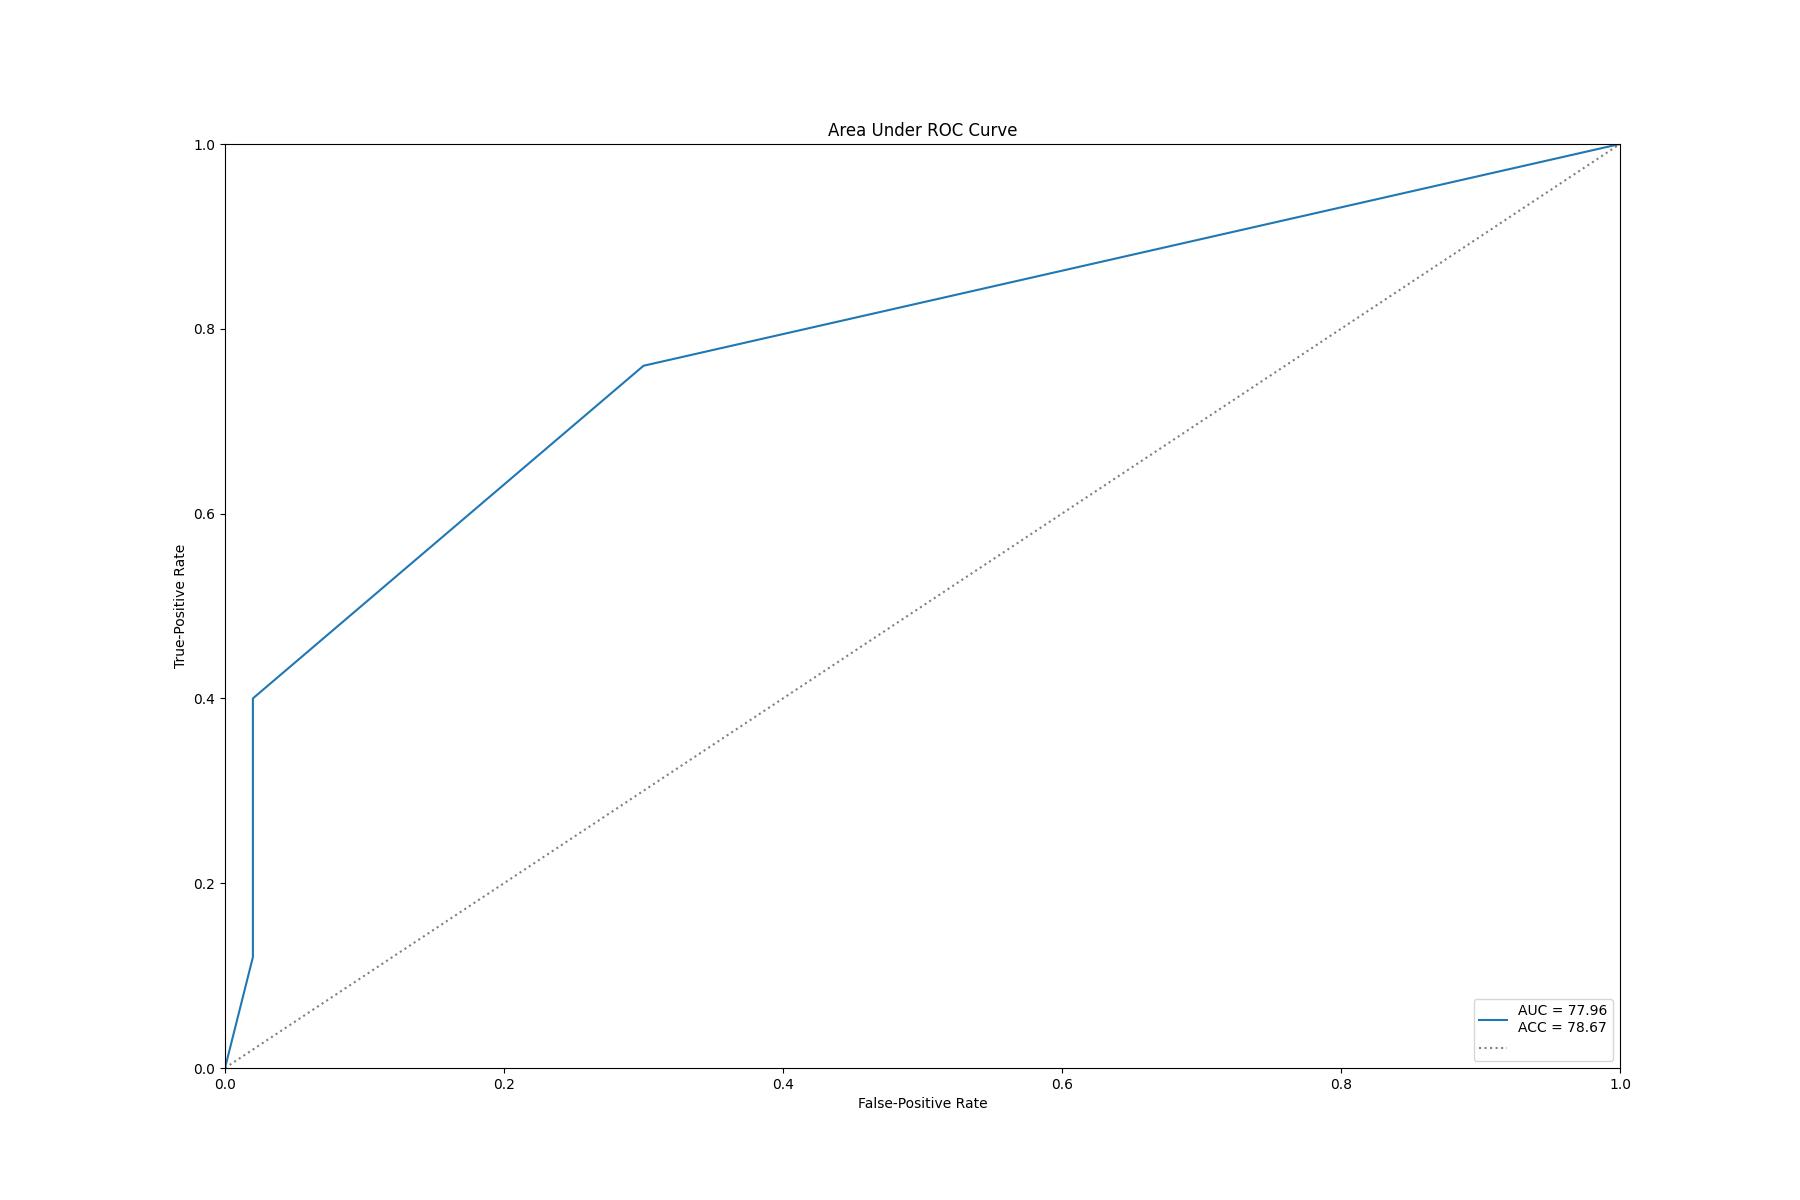 Area Under ROC Curve
1.0
0.8
0.6
0.4
0.2
0.0
True-Positive Rate
AUC = 77.96
ACC = 78.67
0.0 0.2 0.4 0.6 0.8 1.0
False-Positive Rate